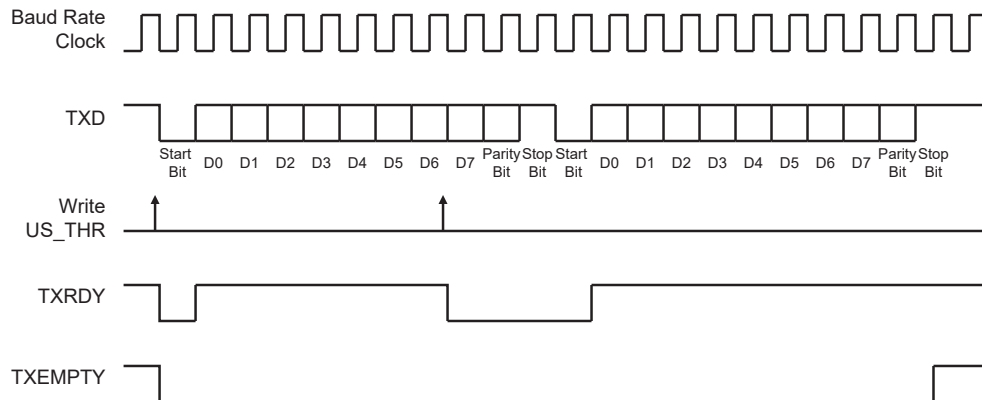 Baud Rate
Clock
TXD
Start
Bit
D0
D1
D2
D3
D4
D5
D6
D7
Parity
Bit
Stop
Bit
Start
Bit
D0
D1
D2
D3
D4
D5
D6
D7
Parity
Bit
Stop
Bit
Write
US_THR
TXRDY
TXEMPTY